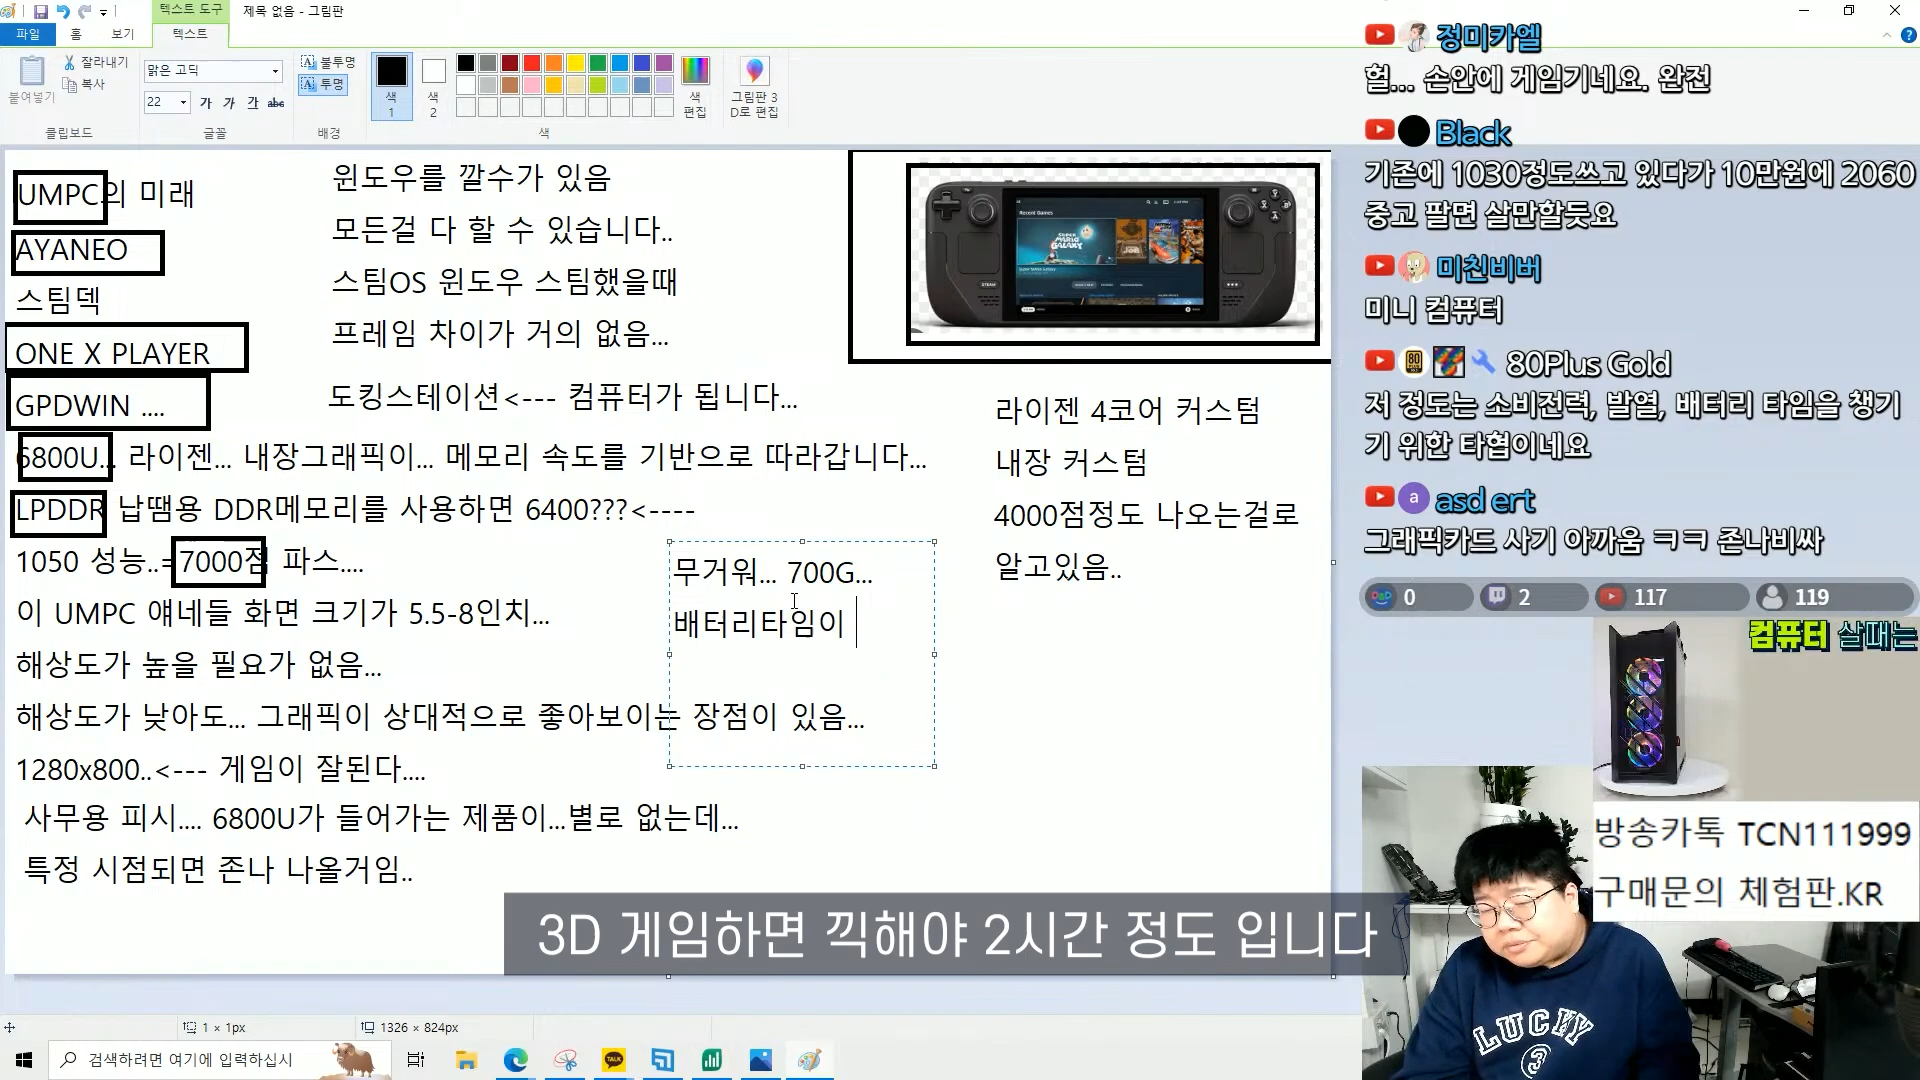 텍스트 도구
제목 없음 - 그림판
파일
홈
보기
텍스트
붙여넣기
잘라내기
복사
클립보드
맑은 고딕
22
가 가 가 abc
글꼴
불투명
투명
배경
색
1
색
2
색
편집
그림판 3
D로 편집
색
UMPC의 미래
AYANEO
스팀덱
ONE X PLAYER
GPDWIN ....
윈도우를 깔수가 있음
모든걸 다 할 수 있습니다..
스팀OS 윈도우 스팀했을때
프레임 차이가 거의 없음...
도킹스테이션<--- 컴퓨터가 됩니다...
6800U... 라이젠... 내장그래픽이... 메모리 속도를 기반으로 따라갑니다...
LPDDR 납땜용 DDR메모리를 사용하면 6400???<----
1050 성능..=7000점 파스....
이 UMPC 얘네들 화면 크기가 5.5-8인치...
해상도가 높을 필요가 없음...
해상도가 낮아도... 그래픽이 상대적으로 좋아보이는 장점이 있음...
1280x800..<--- 게임이 잘된다....
사무용 피시.... 6800U가 들어가는 제품이...별로 없는데...
특정 시점되면 존나 나올거임..
무거워... 700G...
배터리타임이
Recent Games
SUPER MARIO GALAXY
STEAM
라이젠 4코어 커스텀
내장 커스텀
4000점정도 나오는걸로
알고있음..
3D 게임하면 끽해야 2시간 정도 입니다
1 × 1px
1326 × 824px
검색하려면 여기에 입력하십시
TALK
정미카엘
헐... 손안에 게임기네요. 완전
Black
기존에 1030정도쓰고 있다가 10만원에 2060
중고 팔면 살만할듯요
미친비버
미니 컴퓨터
80Plus Gold
저 정도는 소비전력, 발열, 배터리 타임을 챙기
기 위한 타협이네요
a asd ert
그래픽카드 사기 아까움 ㅋㅋ 존나비싸
0
2
117
119
컴퓨터 살때는
방송카톡 TCN111999
구매문의 체험판.KR
LUCKY
3